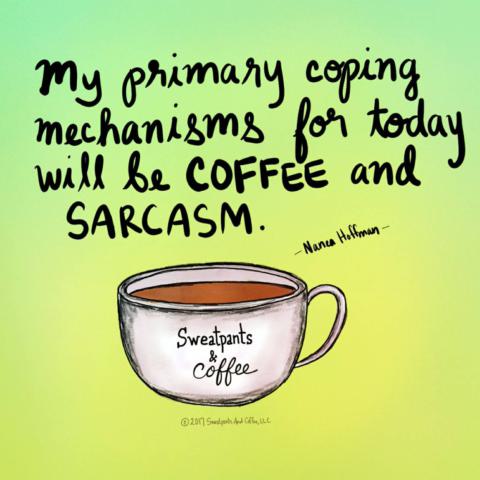 My primary coping
mechanisms for today
will be COFFEE and
SARCASM.
- Nanea Hoffman -
Sweatpants
&
Coffee
© 2017 Sweatpants And Coffee, LLC